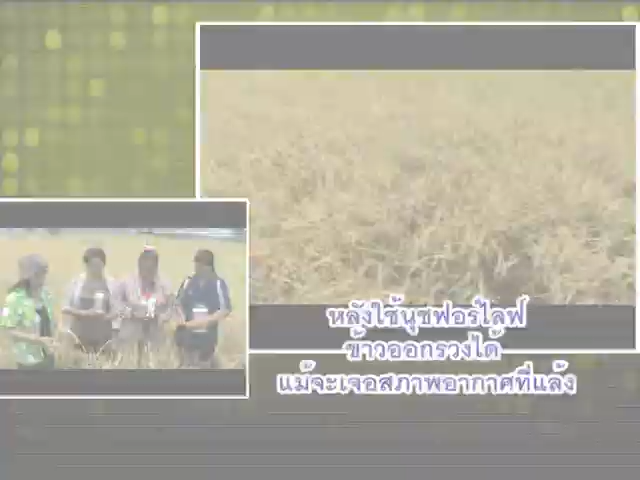 หลังใช้นูซฟอร์ไลฟ์
ข้าวออกรวงได้
แม้จะเจอสภาพอากาศที่แล้ง